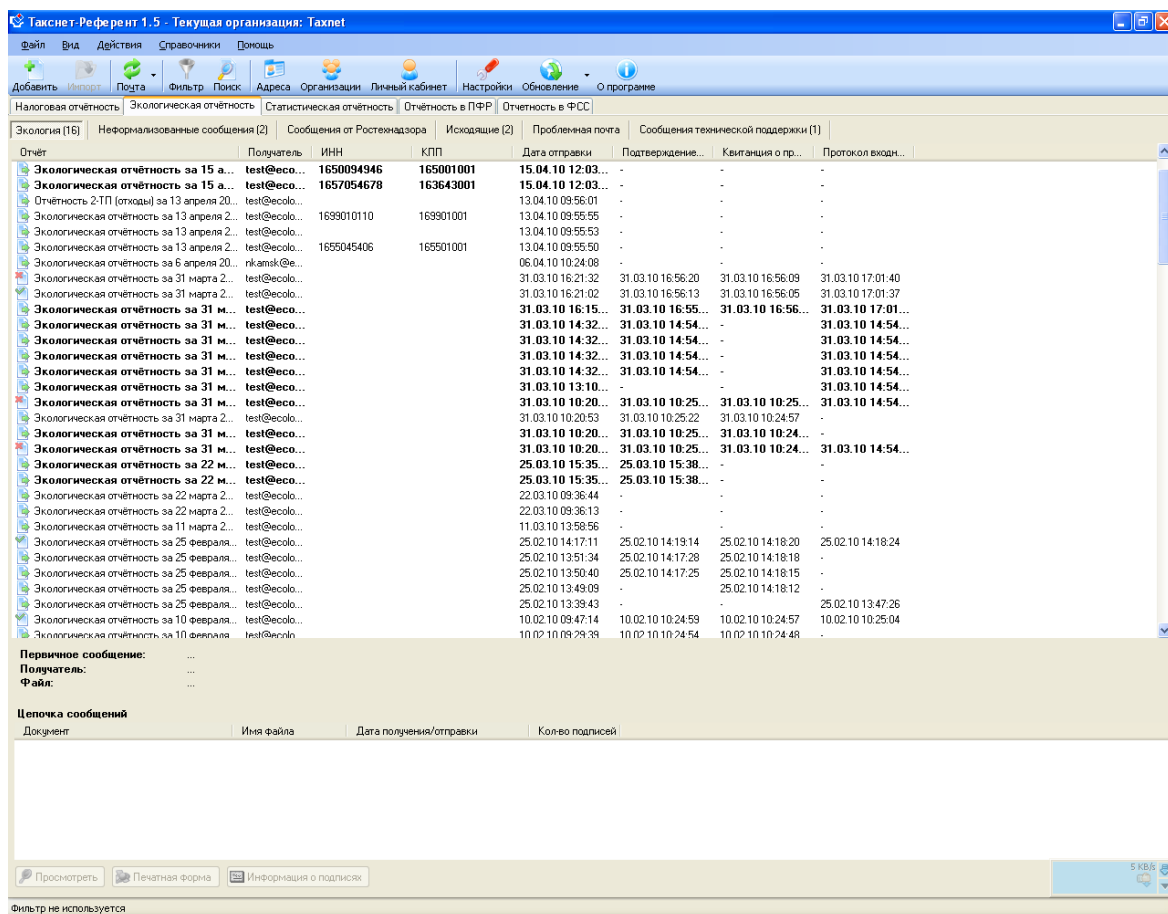 Такснет-Референт 1.5 - Текущая организация: Taxnet
Файл Вид Действия Справочники Помощь
Добавить Импорт Почта Фильтр Поиск Адреса Организации Личный кабинет Настройки Обновление О программе
Налоговая отчётность Экологическая отчётность Статистическая отчётность Отчётность в ПФР Отчетность в ФСС
Экология (16) Неформализованные сообщения (2) Сообщения от Ростехнадзора Исходящие (2) Проблемная почта Сообщения технической поддержки (1)
Отчёт Получатель ИНН КПП Дата отправки Подтверждение... Квитанция о пр... Протокол входн...
Экологическая отчётность за 15 а... test@eco... 1650094946 165001001 15.04.10 12:03... - - -
Экологическая отчётность за 15 а... test@eco... 1657054678 163643001 15.04.10 12:03... - - -
Отчётность 2-ТП (отходы) за 13 апреля 20... test@ecolo... 13.04.10 09:56:01 - - -
Экологическая отчётность за 13 апреля 2... test@ecolo... 1699010110 169901001 13.04.10 09:55:55 - - -
Экологическая отчётность за 13 апреля 2... test@ecolo... 13.04.10 09:55:53 - - -
Экологическая отчётность за 13 апреля 2... test@ecolo... 1655045406 165501001 13.04.10 09:55:50 - - -
Экологическая отчётность за 6 апреля 20... nkamsk@e... 06.04.10 10:24:08 - - -
Экологическая отчётность за 31 марта 2... test@ecolo... 31.03.10 16:21:32 31.03.10 16:56:20 31.03.10 16:56:09 31.03.10 17:01:40
Экологическая отчётность за 31 марта 2... test@ecolo... 31.03.10 16:21:02 31.03.10 16:56:13 31.03.10 16:56:05 31.03.10 17:01:37
Экологическая отчётность за 31 м... test@eco... 31.03.10 16:15... 31.03.10 16:55... 31.03.10 16:56... 31.03.10 17:01...
Экологическая отчётность за 31 м... test@eco... 31.03.10 14:32... 31.03.10 14:54... - 31.03.10 14:54...
Экологическая отчётность за 31 м... test@eco... 31.03.10 14:32... 31.03.10 14:54... - 31.03.10 14:54...
Экологическая отчётность за 31 м... test@eco... 31.03.10 14:32... 31.03.10 14:54... - 31.03.10 14:54...
Экологическая отчётность за 31 м... test@eco... 31.03.10 14:32... 31.03.10 14:54... - 31.03.10 14:54...
Экологическая отчётность за 31 м... test@eco... 31.03.10 13:10... - - 31.03.10 14:54...
Экологическая отчётность за 31 м... test@eco... 31.03.10 10:20... 31.03.10 10:25... 31.03.10 10:25... 31.03.10 14:54...
Экологическая отчётность за 31 марта 2... test@ecolo... 31.03.10 10:20:53 31.03.10 10:25:22 31.03.10 10:24:57 -
Экологическая отчётность за 31 м... test@eco... 31.03.10 10:20... 31.03.10 10:25... 31.03.10 10:24... -
Экологическая отчётность за 31 м... test@eco... 31.03.10 10:20... 31.03.10 10:25... 31.03.10 10:24... 31.03.10 14:54...
Экологическая отчётность за 22 м... test@eco... 25.03.10 15:35... 25.03.10 15:38... - -
Экологическая отчётность за 22 м... test@eco... 25.03.10 15:35... 25.03.10 15:38... - -
Экологическая отчётность за 22 марта 2... test@ecolo... 22.03.10 09:36:44 - - -
Экологическая отчётность за 22 марта 2... test@ecolo... 22.03.10 09:36:13 - - -
Экологическая отчётность за 11 марта 2... test@ecolo... 11.03.10 13:58:56 - - -
Экологическая отчётность за 25 февраля... test@ecolo... 25.02.10 14:17:11 25.02.10 14:19:14 25.02.10 14:18:20 25.02.10 14:18:24
Экологическая отчётность за 25 февраля... test@ecolo... 25.02.10 13:51:34 25.02.10 14:17:28 25.02.10 14:18:18 -
Экологическая отчётность за 25 февраля... test@ecolo... 25.02.10 13:50:40 25.02.10 14:17:25 25.02.10 14:18:15 -
Экологическая отчётность за 25 февраля... test@ecolo... 25.02.10 13:49:09 - 25.02.10 14:18:12 -
Экологическая отчётность за 25 февраля... test@ecolo... 25.02.10 13:39:43 - - 25.02.10 13:47:26
Экологическая отчётность за 10 февраля... test@ecolo... 10.02.10 09:47:14 10.02.10 10:24:59 10.02.10 10:24:57 10.02.10 10:25:04
Экологическая отчётность за 10 февраля... test@ecolo... 10.02.10 09:29:39 10.02.10 10:24:54 10.02.10 10:24:48 -
Первичное сообщение: ...
Получатель: ...
Файл: ...
Цепочка сообщений
Документ Имя файла Дата получения/отправки Кол-во подписей
Просмотреть Печатная форма Информация о подписях 5 KB/s
Фильтр не используется